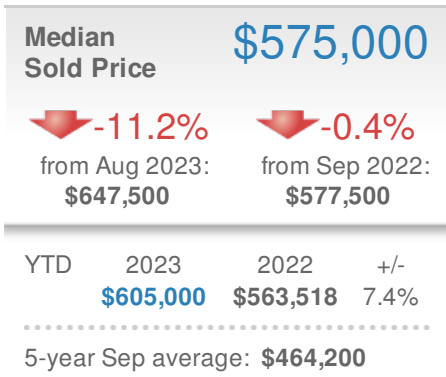 Median
Sold Price
$575,000
-11.2%
from Aug 2023:
$647,500
-0.4%
from Sep 2022:
$577,500
YTD 2023 2022 +/-
$605,000 $563,518 7.4%
5-year Sep average: $464,200